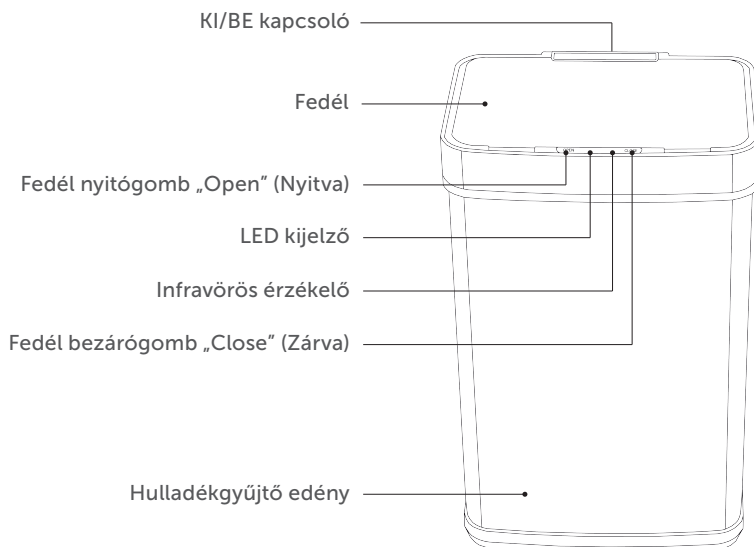 KI/BE kapcsoló
Fedél
Fedél nyitógomb „Open” (Nyitva)
LED kijelző
Infravörös érzékelő
Fedél bezárógomb „Close” (Zárva)
Hulladékgyűjtő edény